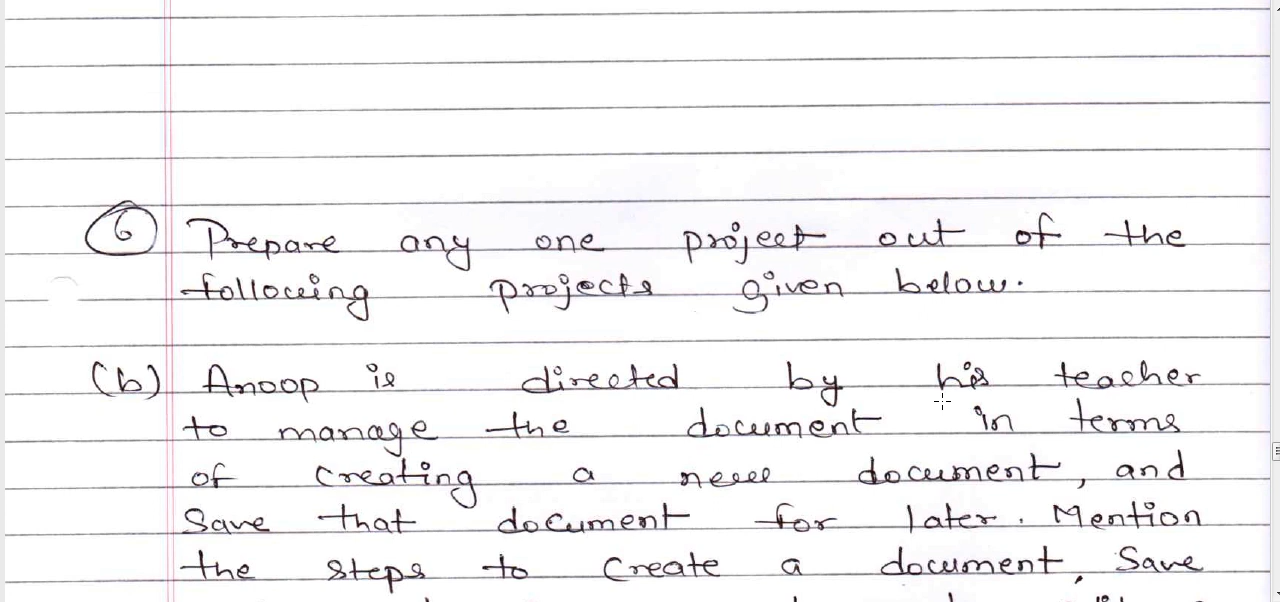 6 Prepare any one project out of the
following projects given below.
(b) Anoop is directed by his teacher
to manage the document in terms
of creating a new document, and
Save that document for later. Mention
the steps to create a document, Save